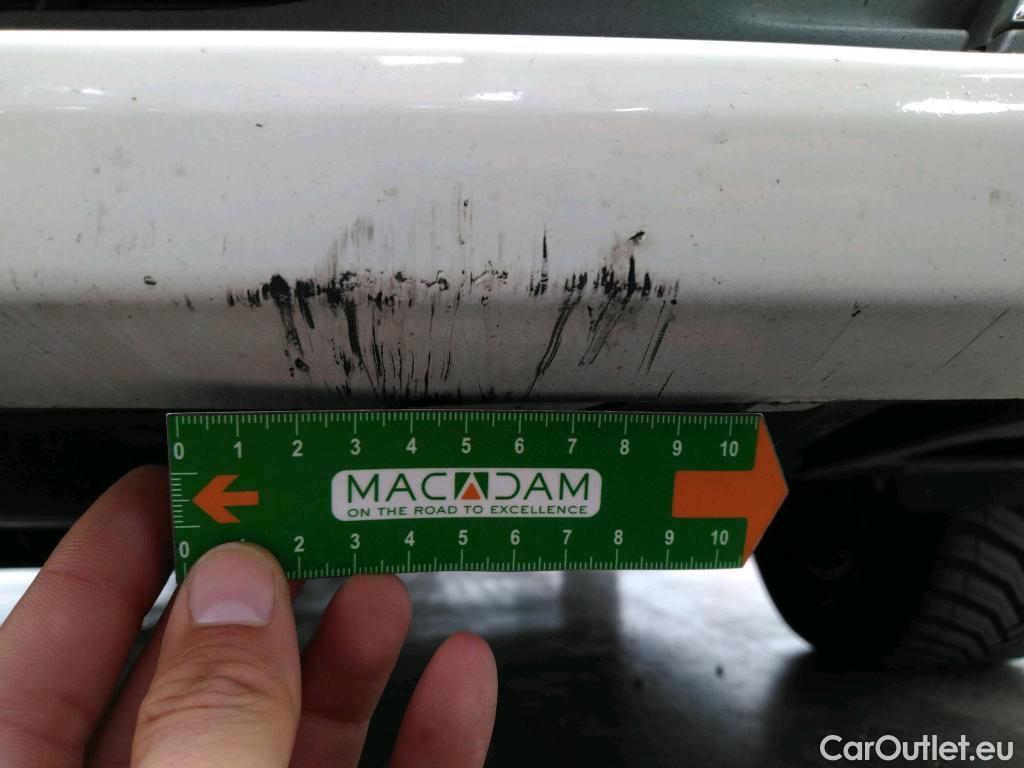 0 1 2 3 4 5 6 7 8 9 10
MACADAM
ON THE ROAD TO EXCELLENCE
0 2 3 4 5 6 7 8 9 10
CarOutlet.eu